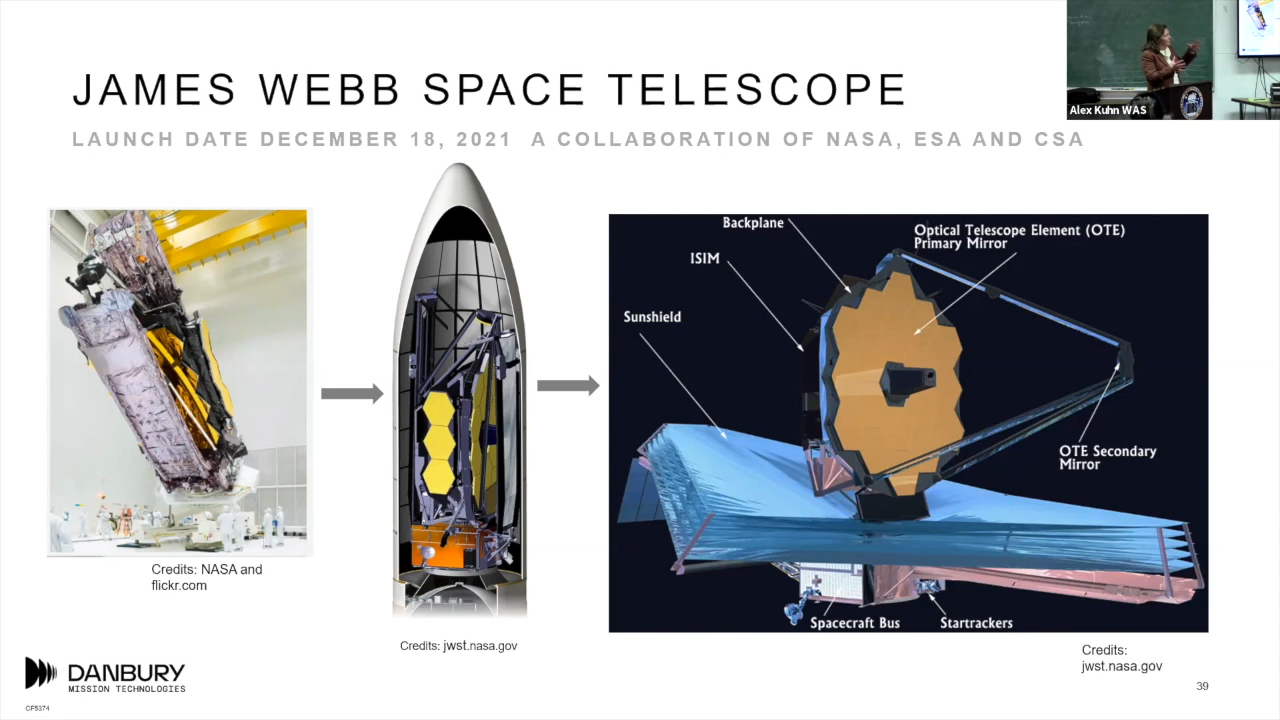 JAMES WEBB SPACE TELESCOPE
LAUNCH DATE DECEMBER 18, 2021 A COLLABORATION OF NASA, ESA AND CSA
Alex Kuhn WAS
Backplane
Optical Telescope Element (OTE)
Primary Mirror
ISIM
Sunshield
OTE Secondary
Mirror
Spacecraft Bus
Startrackers
Credits: NASA and
flickr.com
Credits: jwst.nasa.gov
Credits:
jwst.nasa.gov
DANBURY
MISSION TECHNOLOGIES
39
CF5374